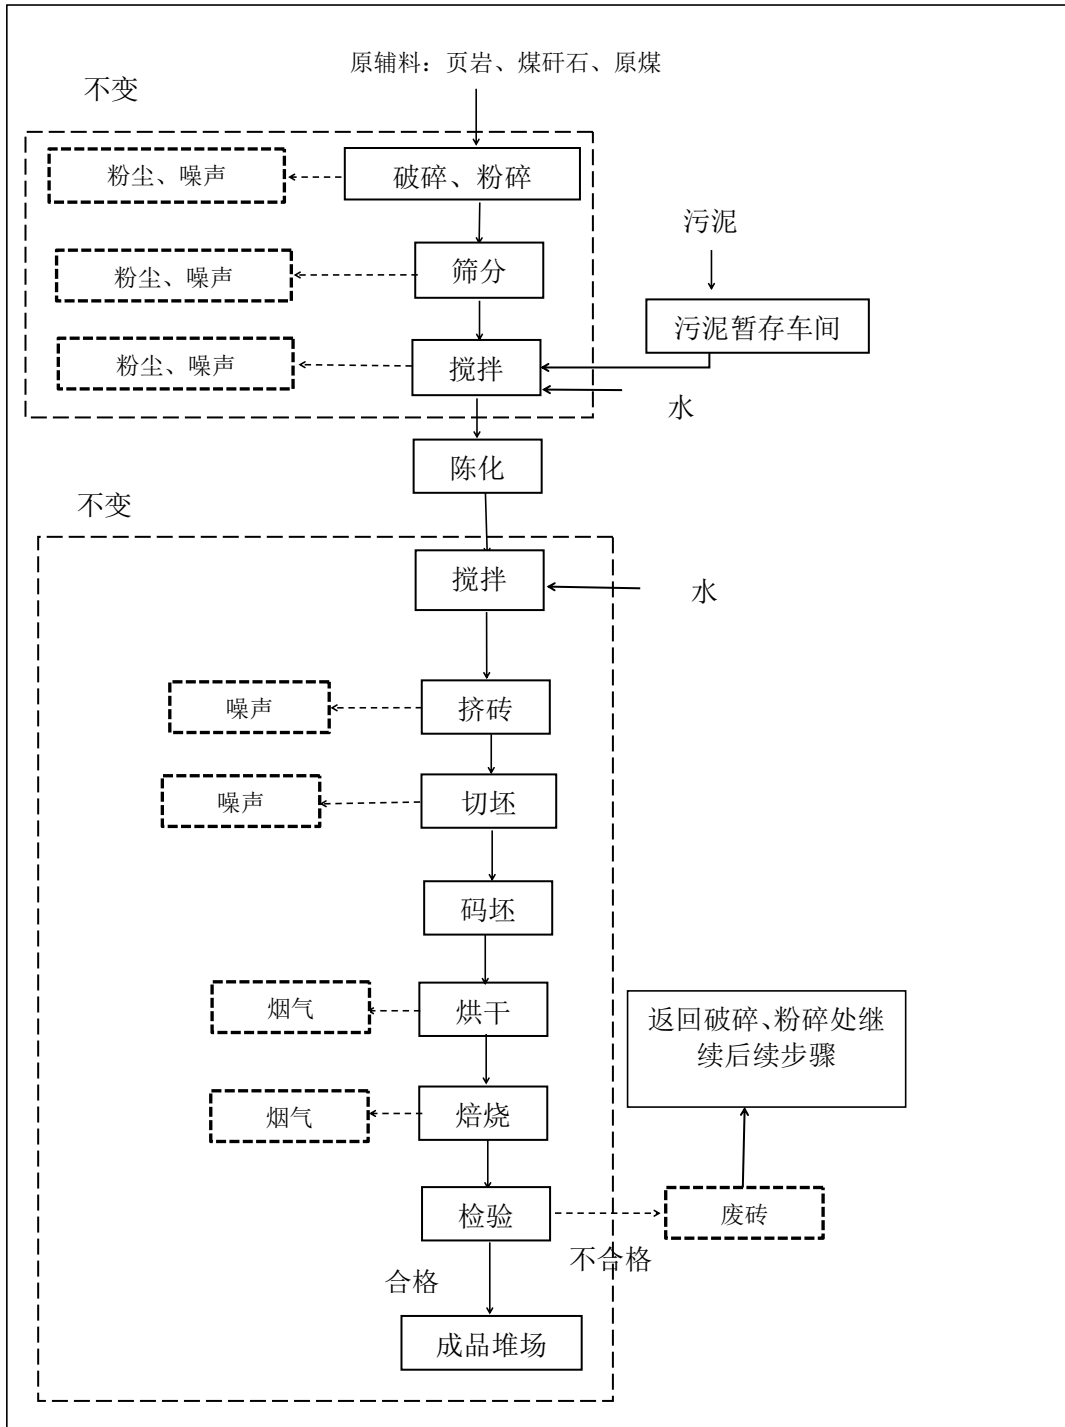 原辅料：页岩、煤矸石、原煤
不变
粉尘、噪声
破碎、粉碎
污泥
粉尘、噪声
筛分
污泥暂存车间
粉尘、噪声
搅拌
水
陈化
不变
搅拌
水
噪声
挤砖
噪声
切坯
码坯
烟气
烘干
返回破碎、粉碎处继
续后续步骤
烟气
焙烧
检验
废砖
不合格
合格
成品堆场